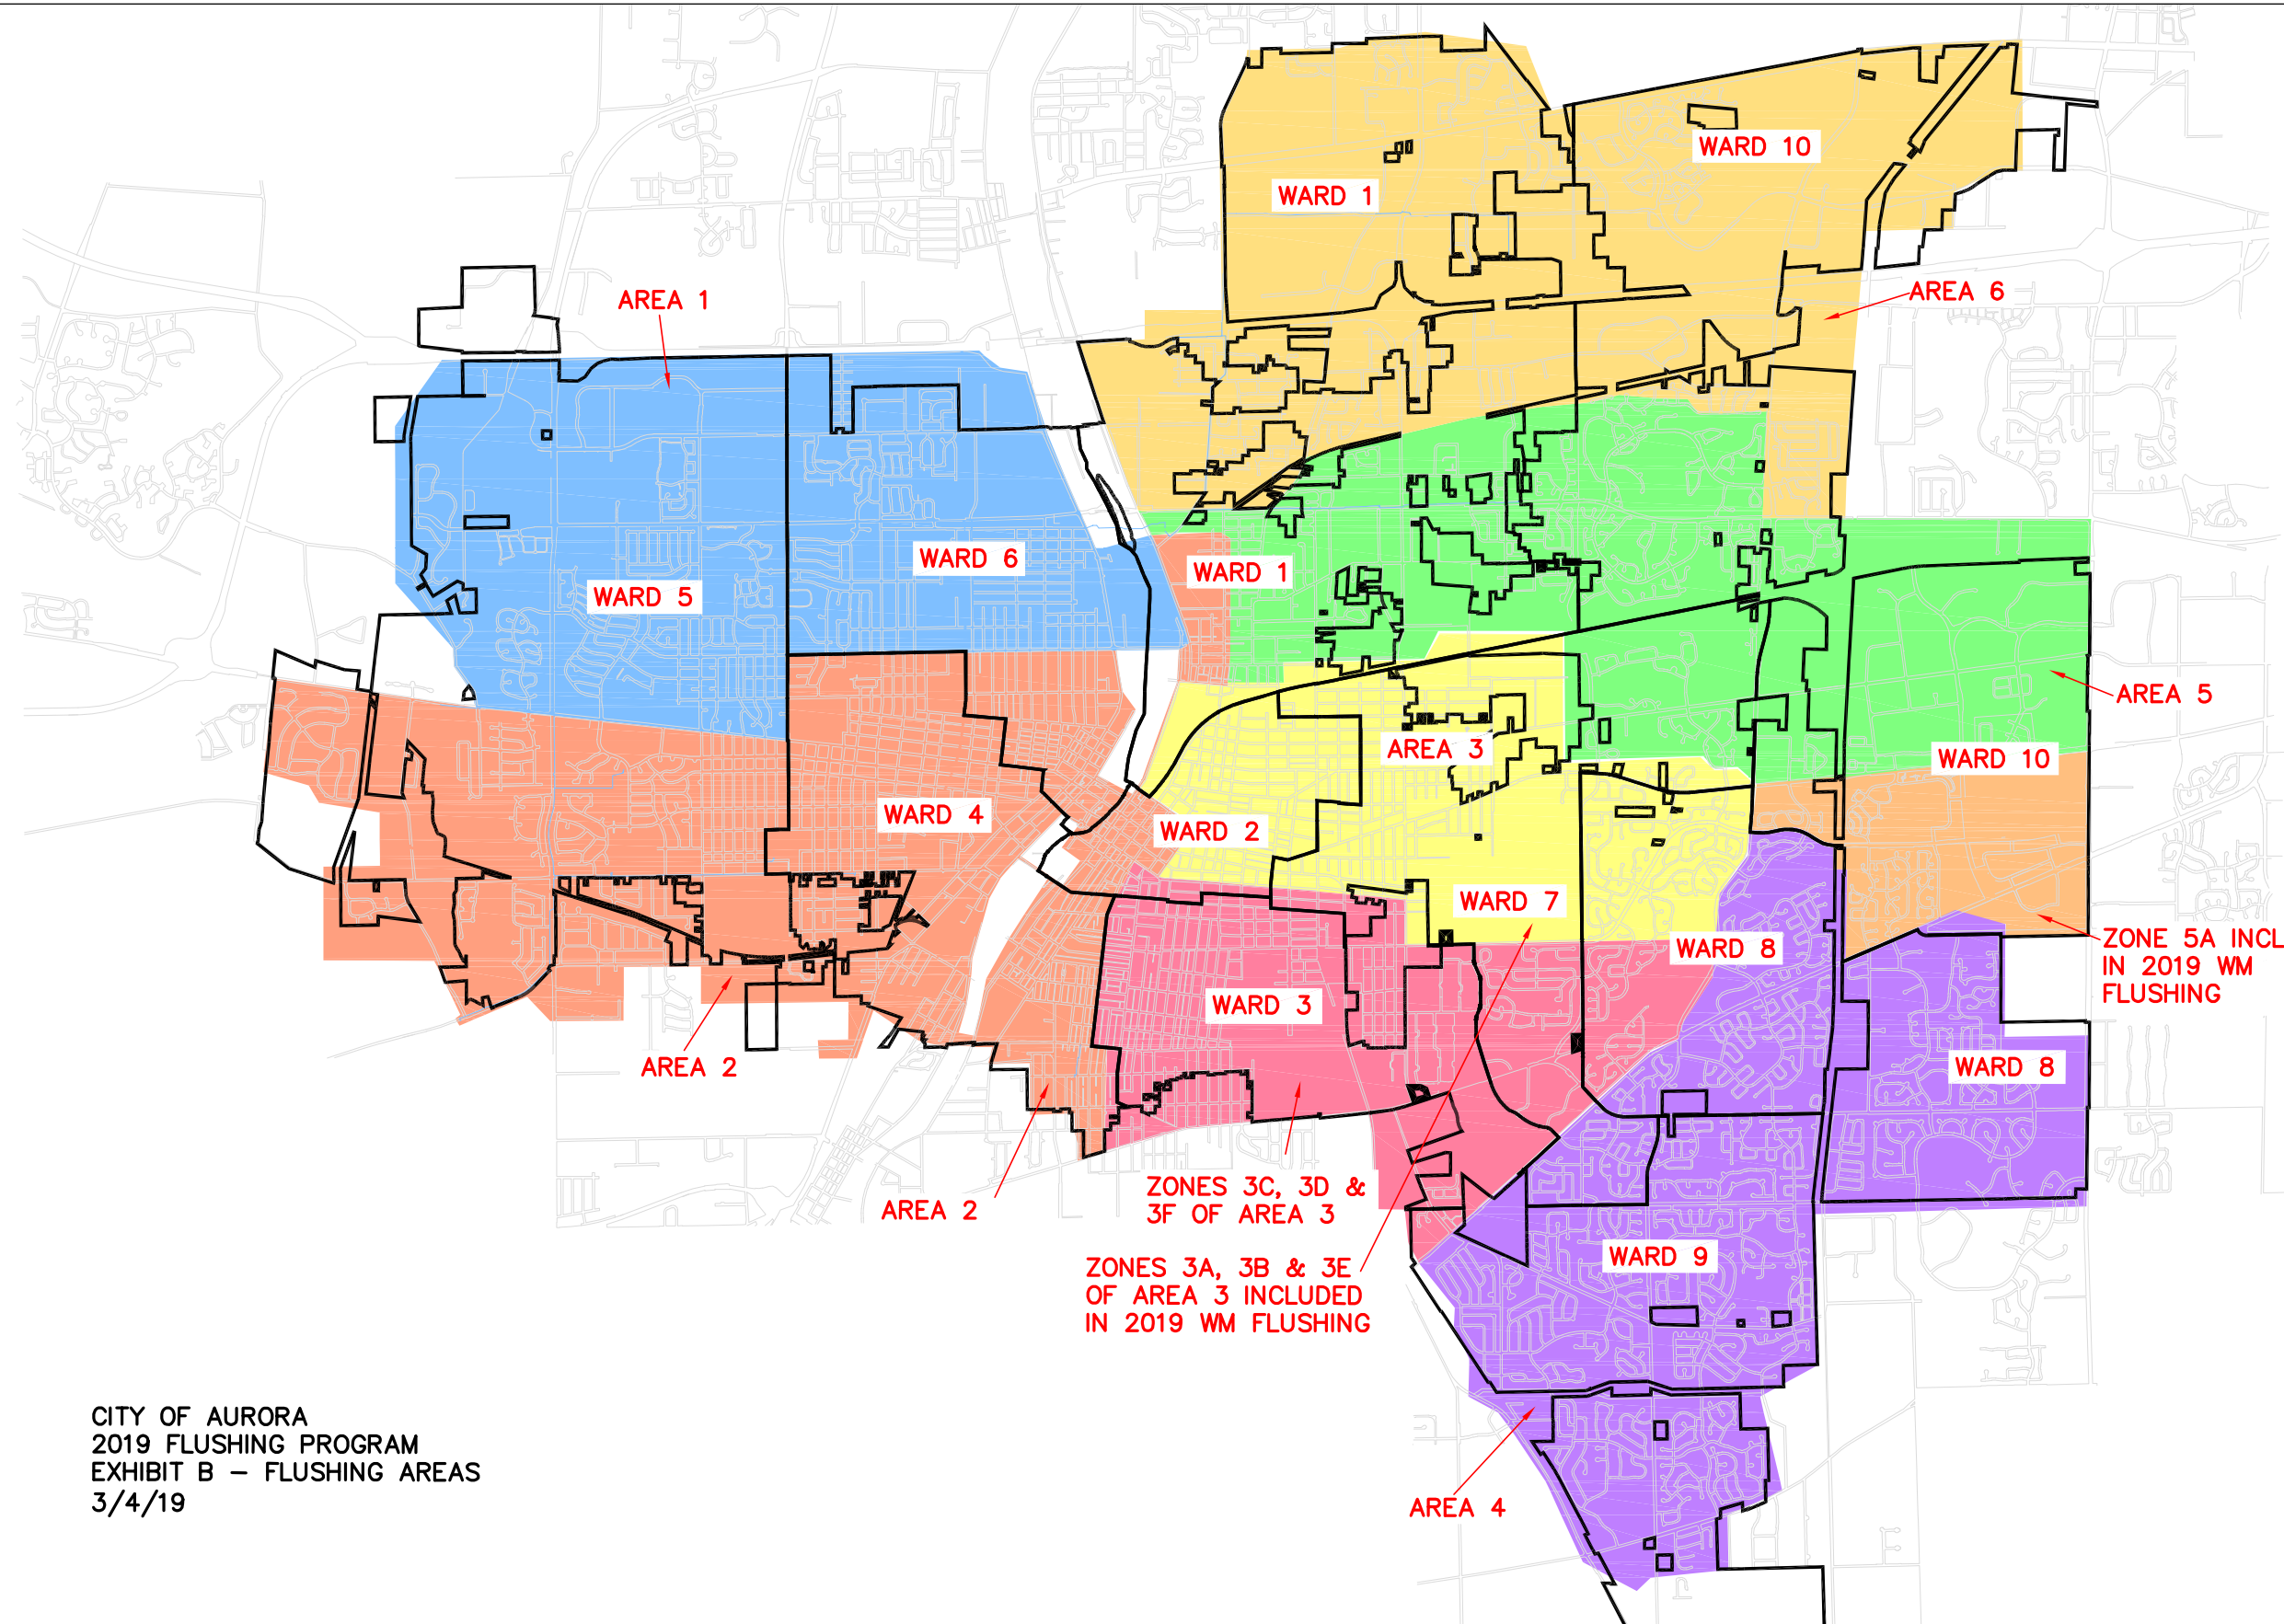 WARD 10
WARD 1
AREA 6
AREA 1
WARD 6
WARD 1
WARD 5
AREA 5
AREA 3
WARD 10
WARD 4
WARD 2
WARD 7
WARD 8
ZONE 5A INCL
IN 2019 WM
FLUSHING
WARD 3
AREA 2
WARD 8
ZONES 3C, 3D &
3F OF AREA 3
AREA 2
WARD 9
ZONES 3A, 3B & 3E
OF AREA 3 INCLUDED
IN 2019 WM FLUSHING
CITY OF AURORA
2019 FLUSHING PROGRAM
EXHIBIT B – FLUSHING AREAS
3/4/19
AREA 4